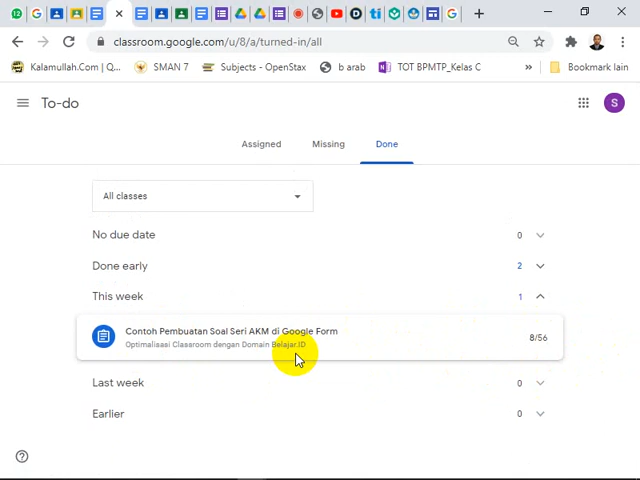 classroom.google.com/u/8/a/turned-in/all
Kalamullah.Com | Q...
SMAN 7
Subjects - OpenStax
b arab
TOT BPMTP_Kelas C
»
Bookmark lain
To-do
S
Assigned
Missing
Done
All classes
No due date
0
Done early
2
This week
1
Contoh Pembuatan Soal Seri AKM di Google Form
8/56
Optimalisasi Classroom dengan Domain Belajar.ID
Last week
0
Earlier
0